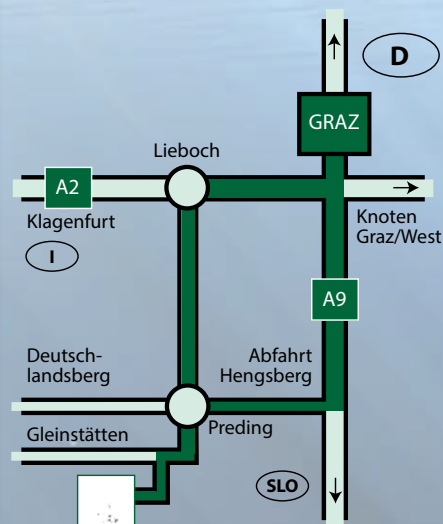 D
GRAZ
Lieboch
A2
Klagenfurt
Knoten
Graz/West
I
A9
Deutsch-
landsberg
Abfahrt
Hengsberg
Preding
Gleinstätten
SLO